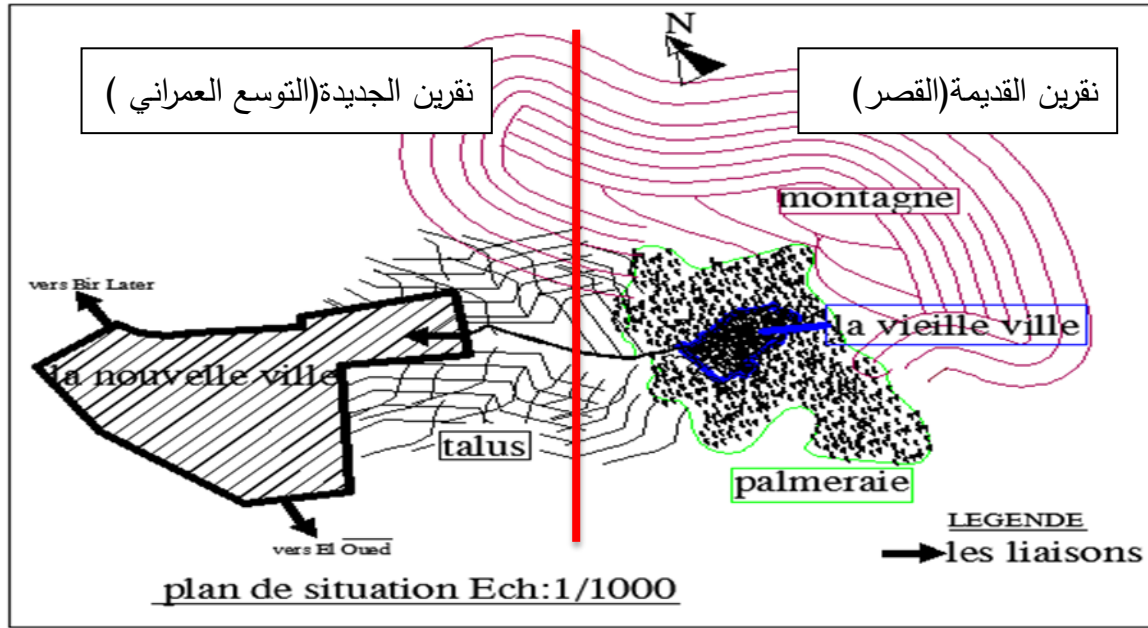 N
نقرين الجديدة(التوسع العمراني )
نقرين القديمة(القصر)
montagne
vers Bir Later
la vieille ville
la nouvelle ville
talus
palmeraie
vers El Oued
LEGENDE
les liaisons
plan de situation Ech:1/1000